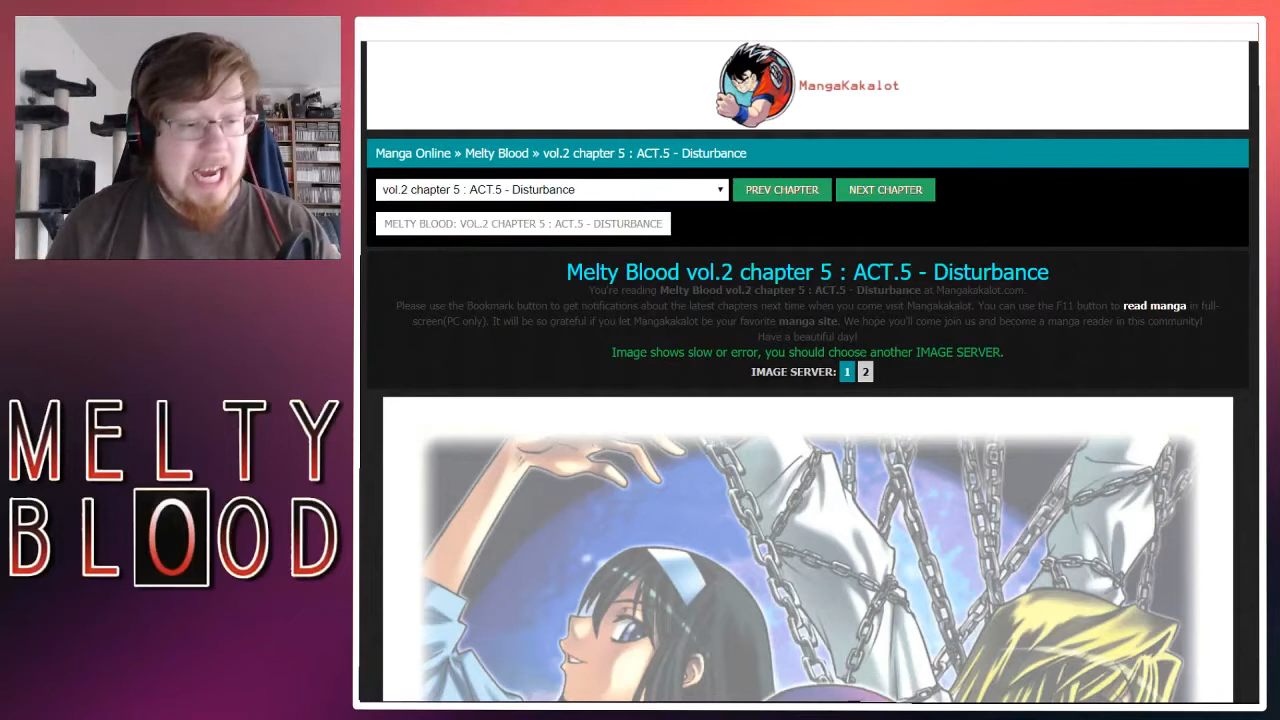 MangaKakalot
Manga Online » Melty Blood » vol.2 chapter 5 : ACT.5 - Disturbance
vol.2 chapter 5 : ACT.5 - Disturbance
PREV CHAPTER
NEXT CHAPTER
MELTY BLOOD: VOL.2 CHAPTER 5 : ACT.5 - DISTURBANCE
Melty Blood vol.2 chapter 5 : ACT.5 - Disturbance
You're reading Melty Blood vol.2 chapter 5 : ACT.5 - Disturbance at Mangakakalot.com.
Please use the Bookmark button to get notifications about the latest chapters next time when you come visit Mangakakalot. You can use the F11 button to read manga in full-
screen(PC only). It will be so grateful if you let Mangakakalot be your favorite manga site. We hope you'll come join us and become a manga reader in this community!
Have a beautiful day!
Image shows slow or error, you should choose another IMAGE SERVER.
IMAGE SERVER: 1 2
MELTY
BLOOD